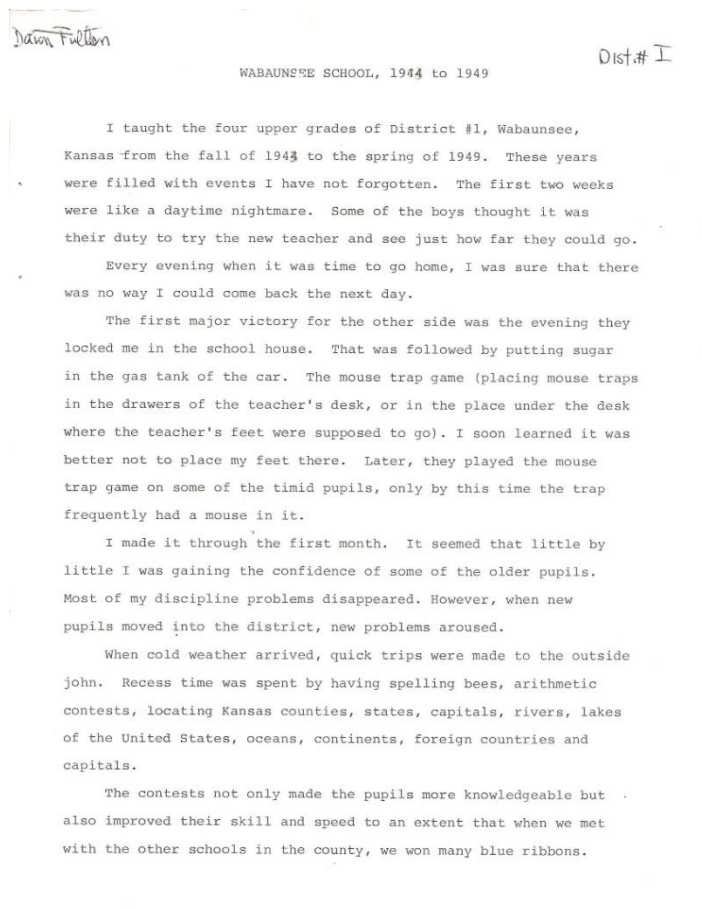 Dawn Fulton
Dist.# I
WABAUNSEE SCHOOL, 1944 to 1949
I taught the four upper grades of District #1, Wabaunsee,
Kansas from the fall of 1944 to the spring of 1949. These years
were filled with events I have not forgotten. The first two weeks
were like a daytime nightmare. Some of the boys thought it was
their duty to try the new teacher and see just how far they could go.
Every evening when it was time to go home, I was sure that there
was no way I could come back the next day.
The first major victory for the other side was the evening they
locked me in the school house. That was followed by putting sugar
in the gas tank of the car. The mouse trap game (placing mouse traps
in the drawers of the teacher's desk, or in the place under the desk
where the teacher's feet were supposed to go). I soon learned it was
better not to place my feet there. Later, they played the mouse
trap game on some of the timid pupils, only by this time the trap
frequently had a mouse in it.
I made it through the first month. It seemed that little by
little I was gaining the confidence of some of the older pupils.
Most of my discipline problems disappeared. However, when new
pupils moved into the district, new problems aroused.
When cold weather arrived, quick trips were made to the outside
john. Recess time was spent by having spelling bees, arithmetic
contests, locating Kansas counties, states, capitals, rivers, lakes
of the United States, oceans, continents, foreign countries and
capitals.
The contests not only made the pupils more knowledgeable but
also improved their skill and speed to an extent that when we met
with the other schools in the county, we won many blue ribbons.